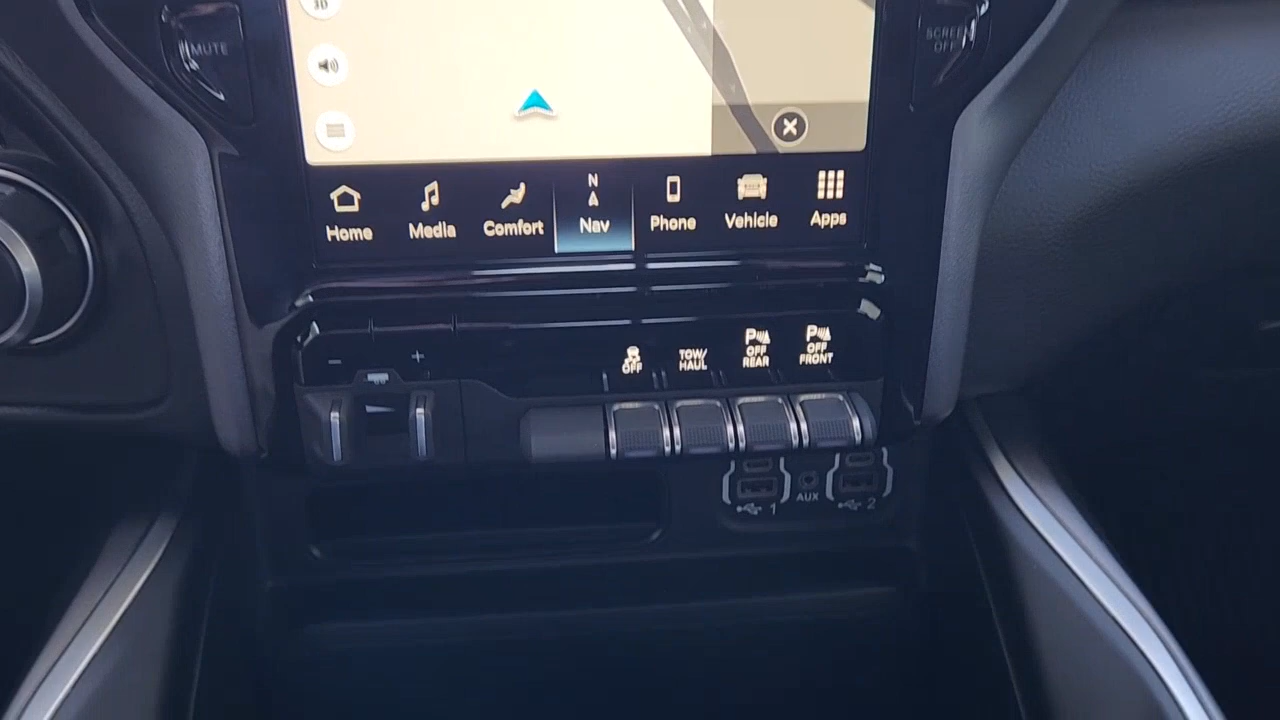 3D
MUTE
SCREEN
OFF
N
Home
Media
Comfort
Nav
Phone
Vehicle
Apps
- +
OFF
TOW/
HAUL
P
OFF
REAR
P
OFF
FRONT
1
AUX
2